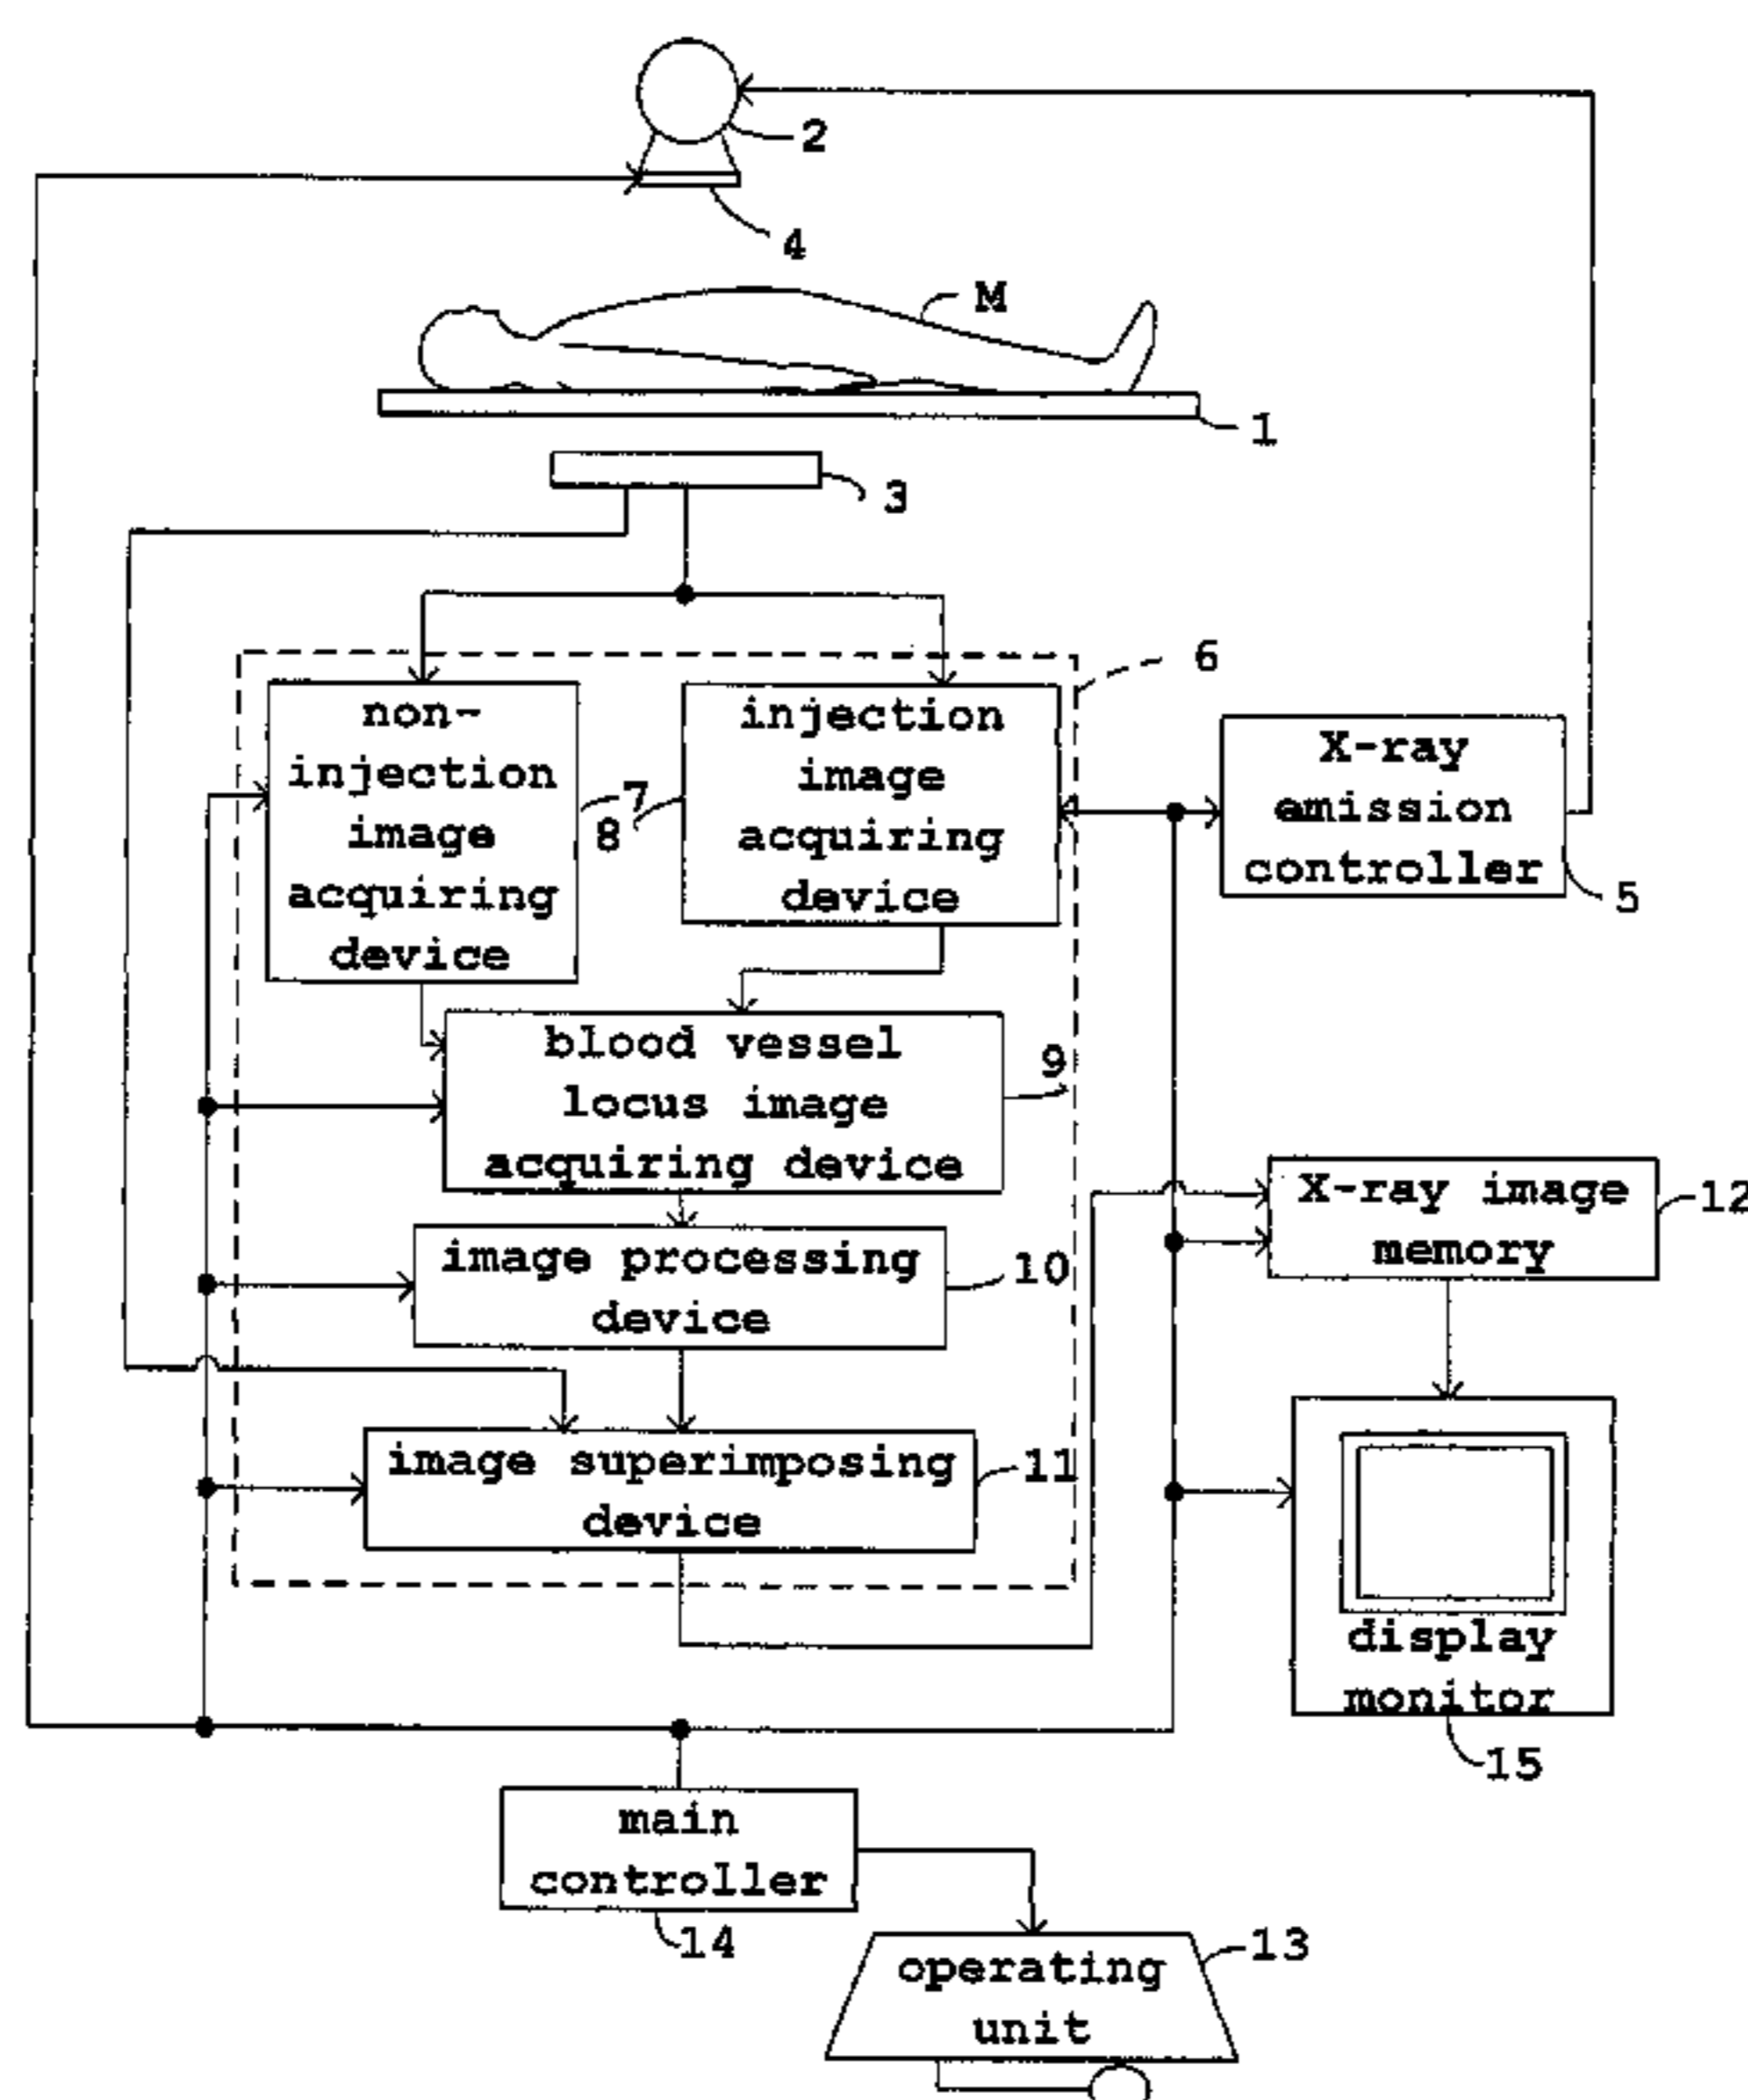 2
4
M
1
3
6
non-
injection
image
acquiring
device
7
8
injection
image
acquiring
device
X-ray
emission
controller
5
blood vessel
locus image
acquiring device
9
X-ray image
memory
12
image processing
device
10
image superimposing
device
11
display
monitor
15
main
controller
14
operating
unit
13